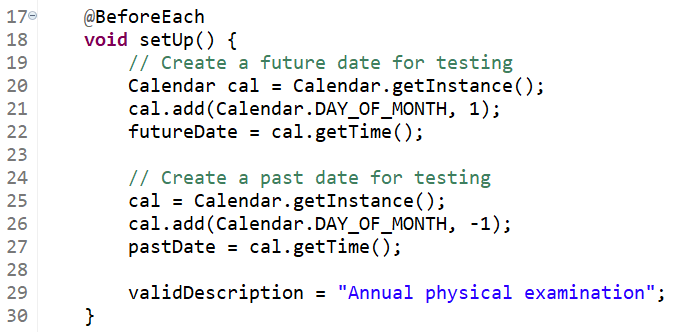 17 @BeforeEach
18 void setUp() {
19 // Create a future date for testing
20 Calendar cal = Calendar.getInstance();
21 cal.add(Calendar.DAY_OF_MONTH, 1);
22 futureDate = cal.getTime();
23
24 // Create a past date for testing
25 cal = Calendar.getInstance();
26 cal.add(Calendar.DAY_OF_MONTH, -1);
27 pastDate = cal.getTime();
28
29 validDescription = "Annual physical examination";
30 }